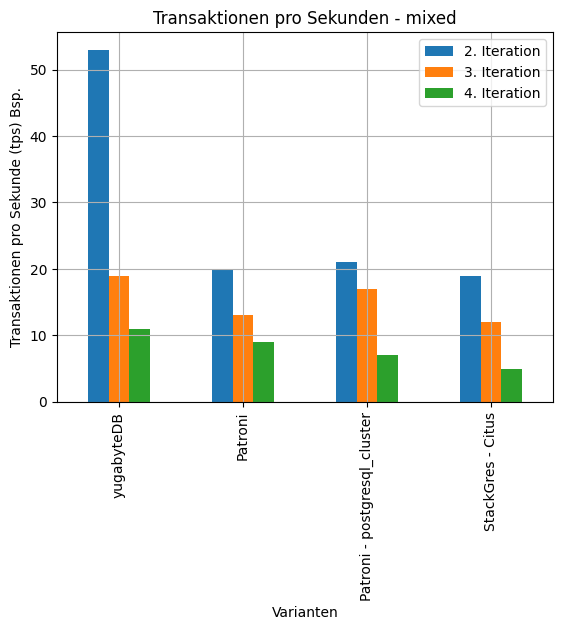 Transaktionen pro Sekunden - mixed
2. Iteration
3. Iteration
4. Iteration
Transaktionen pro Sekunde (tps) Bsp.
50
40
30
20
10
0
yugabyteDB
Patroni
Patroni - postgresql_cluster
StackGres - Citus
Varianten